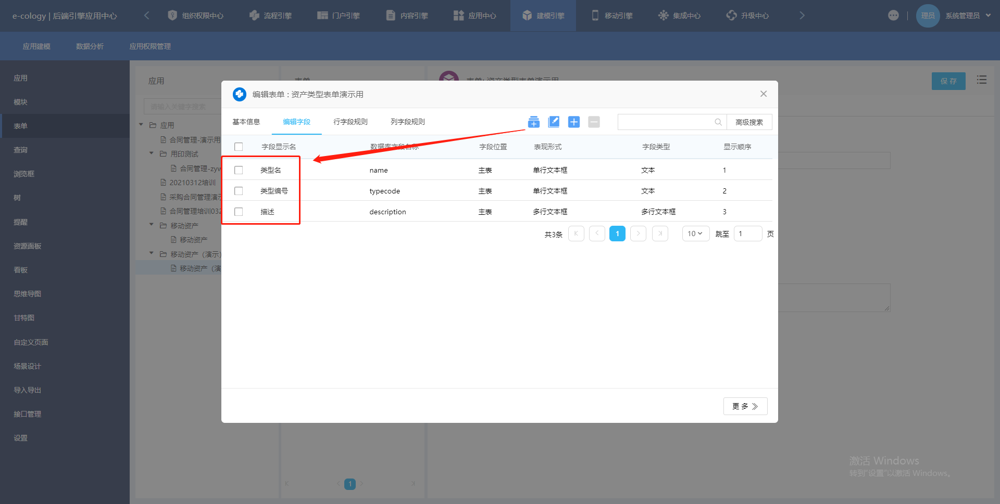 e-cology | 后端引擎应用中心
组织权限中心
流程引擎
门户引擎
内容引擎
应用中心
建模引擎
移动引擎
集成中心
升级中心
理员
系统管理员
应用建模
数据分析
应用权限管理
应用
模块
表单
查询
浏览框
树
提醒
资源面板
看板
思维导图
甘特图
自定义页面
场景设计
导入导出
接口管理
设置
应用
请输入关键字搜索
应用
合同管理-演示用
用印测试
合同管理-zyw
20210312培训
采购合同管理演示
合同管理培训032
移动资产
移动资产
移动资产（演示）
移动资产（演
表单
1
表单: 资产类型表单演示用
保 存
编辑表单 : 资产类型表单演示用
基本信息
编辑字段
行字段规则
列字段规则
高级搜索
字段显示名 数据库字段名称 字段位置 表现形式 字段类型 显示顺序
类型名 name 主表 单行文本框 文本 1
类型编号 typecode 主表 单行文本框 文本 2
描述 description 主表 多行文本框 多行文本框 3
共3条 1 10 跳至 1 页
更 多
激活 Windows
转到"设置"以激活 Windows。